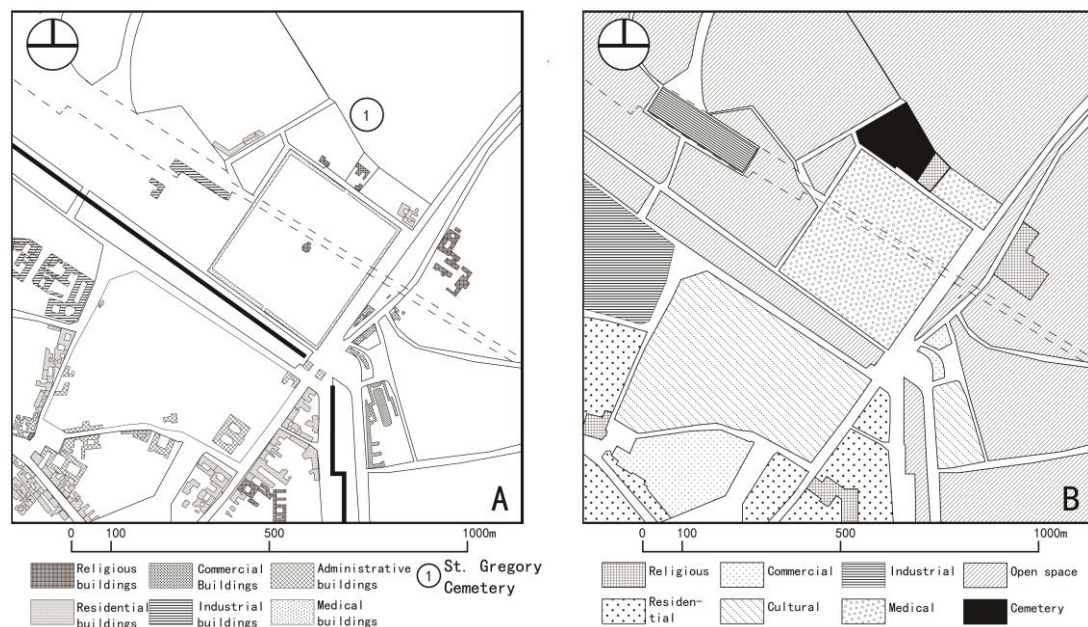 1
A
0 100 500 1000m
Religious buildings
Commercial Buildings
Administrative buildings
1 St. Gregory Cemetery
Residential buildings
Industrial buildings
Medical buildings
B
0 100 500 1000m
Religious
Commercial
Industrial
Open space
Residen-
tial
Cultural
Medical
Cemetery